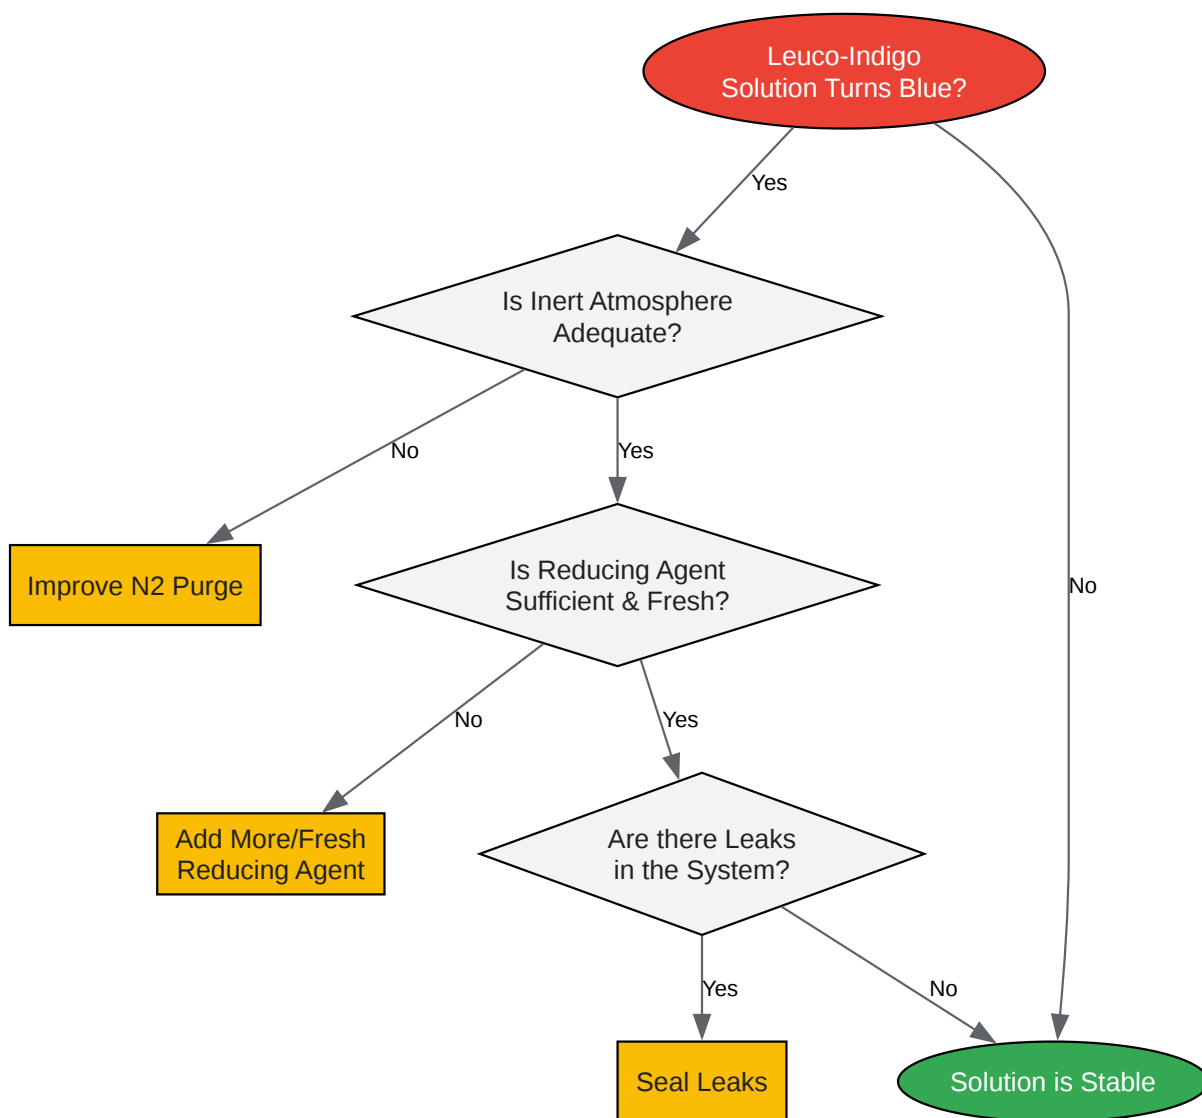 Leuco-Indigo
Solution Turns Blue?
Yes
Is Inert Atmosphere
Adequate?
No
Yes
Improve N2 Purge
Is Reducing Agent
Sufficient & Fresh?
No
No
Yes
Add More/Fresh
Reducing Agent
Are there Leaks
in the System?
Yes
No
Seal Leaks
Solution is Stable